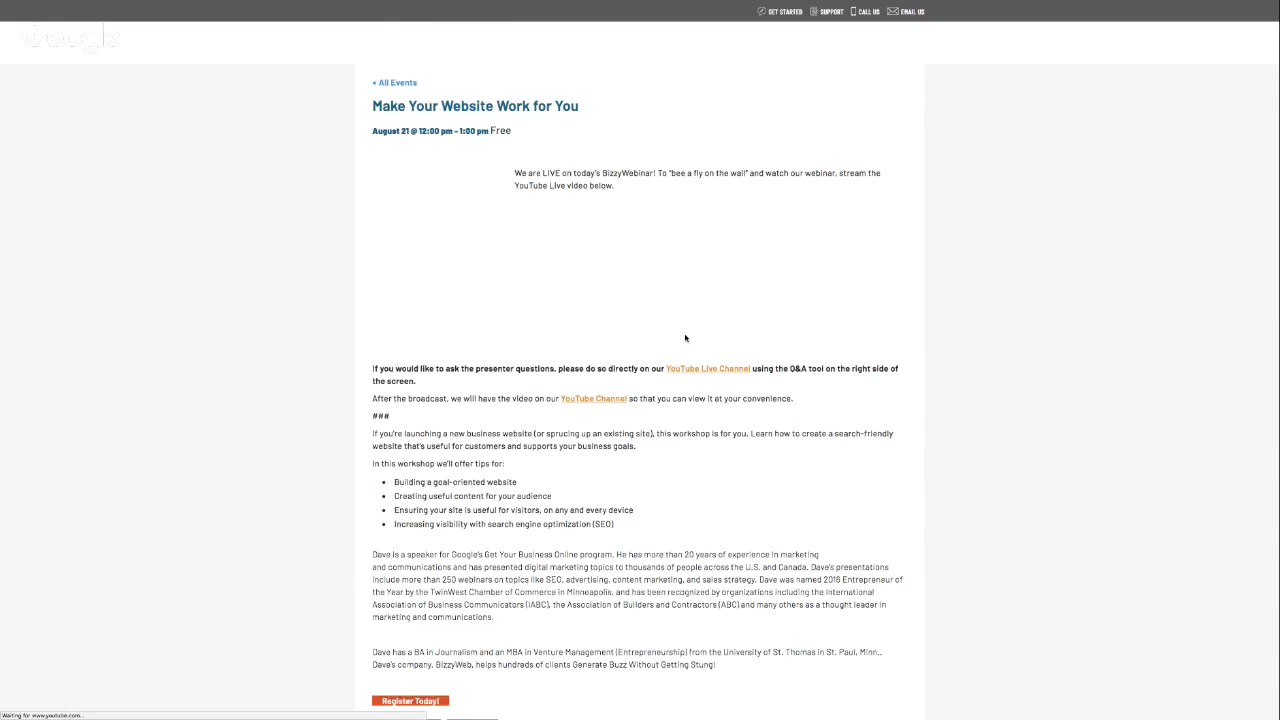 GET STARTED SUPPORT CALL US EMAIL US
Google
« All Events
Make Your Website Work for You
August 21 @ 12:00 pm - 1:00 pm Free
We are LIVE on today's BizzyWebinar! To "bee a fly on the wall" and watch our webinar, stream the
YouTube Live video below.
If you would like to ask the presenter questions, please do so directly on our YouTube Live Channel using the Q&A tool on the right side of
the screen.
After the broadcast, we will have the video on our YouTube Channel so that you can view it at your convenience.
###
If you're launching a new business website (or sprucing up an existing site), this workshop is for you. Learn how to create a search-friendly
website that's useful for customers and supports your business goals.
In this workshop we'll offer tips for:
• Building a goal-oriented website
• Creating useful content for your audience
• Ensuring your site is useful for visitors, on any and every device
• Increasing visibility with search engine optimization (SEO)
Dave is a speaker for Google's Get Your Business Online program. He has more than 20 years of experience in marketing
and communications and has presented digital marketing topics to thousands of people across the U.S. and Canada. Dave's presentations
include more than 250 webinars on topics like SEO, advertising, content marketing, and sales strategy. Dave was named 2016 Entrepreneur of
the Year by the TwinWest Chamber of Commerce in Minneapolis, and has been recognized by organizations including the International
Association of Business Communicators (IABC), the Association of Builders and Contractors (ABC) and many others as a thought leader in
marketing and communications.
Dave has a BA in Journalism and an MBA in Venture Management (Entrepreneurship) from the University of St. Thomas in St. Paul, Minn..
Dave's company, BizzyWeb, helps hundreds of clients Generate Buzz Without Getting Stung!
Register Today!
Waiting for www.youtube.com...